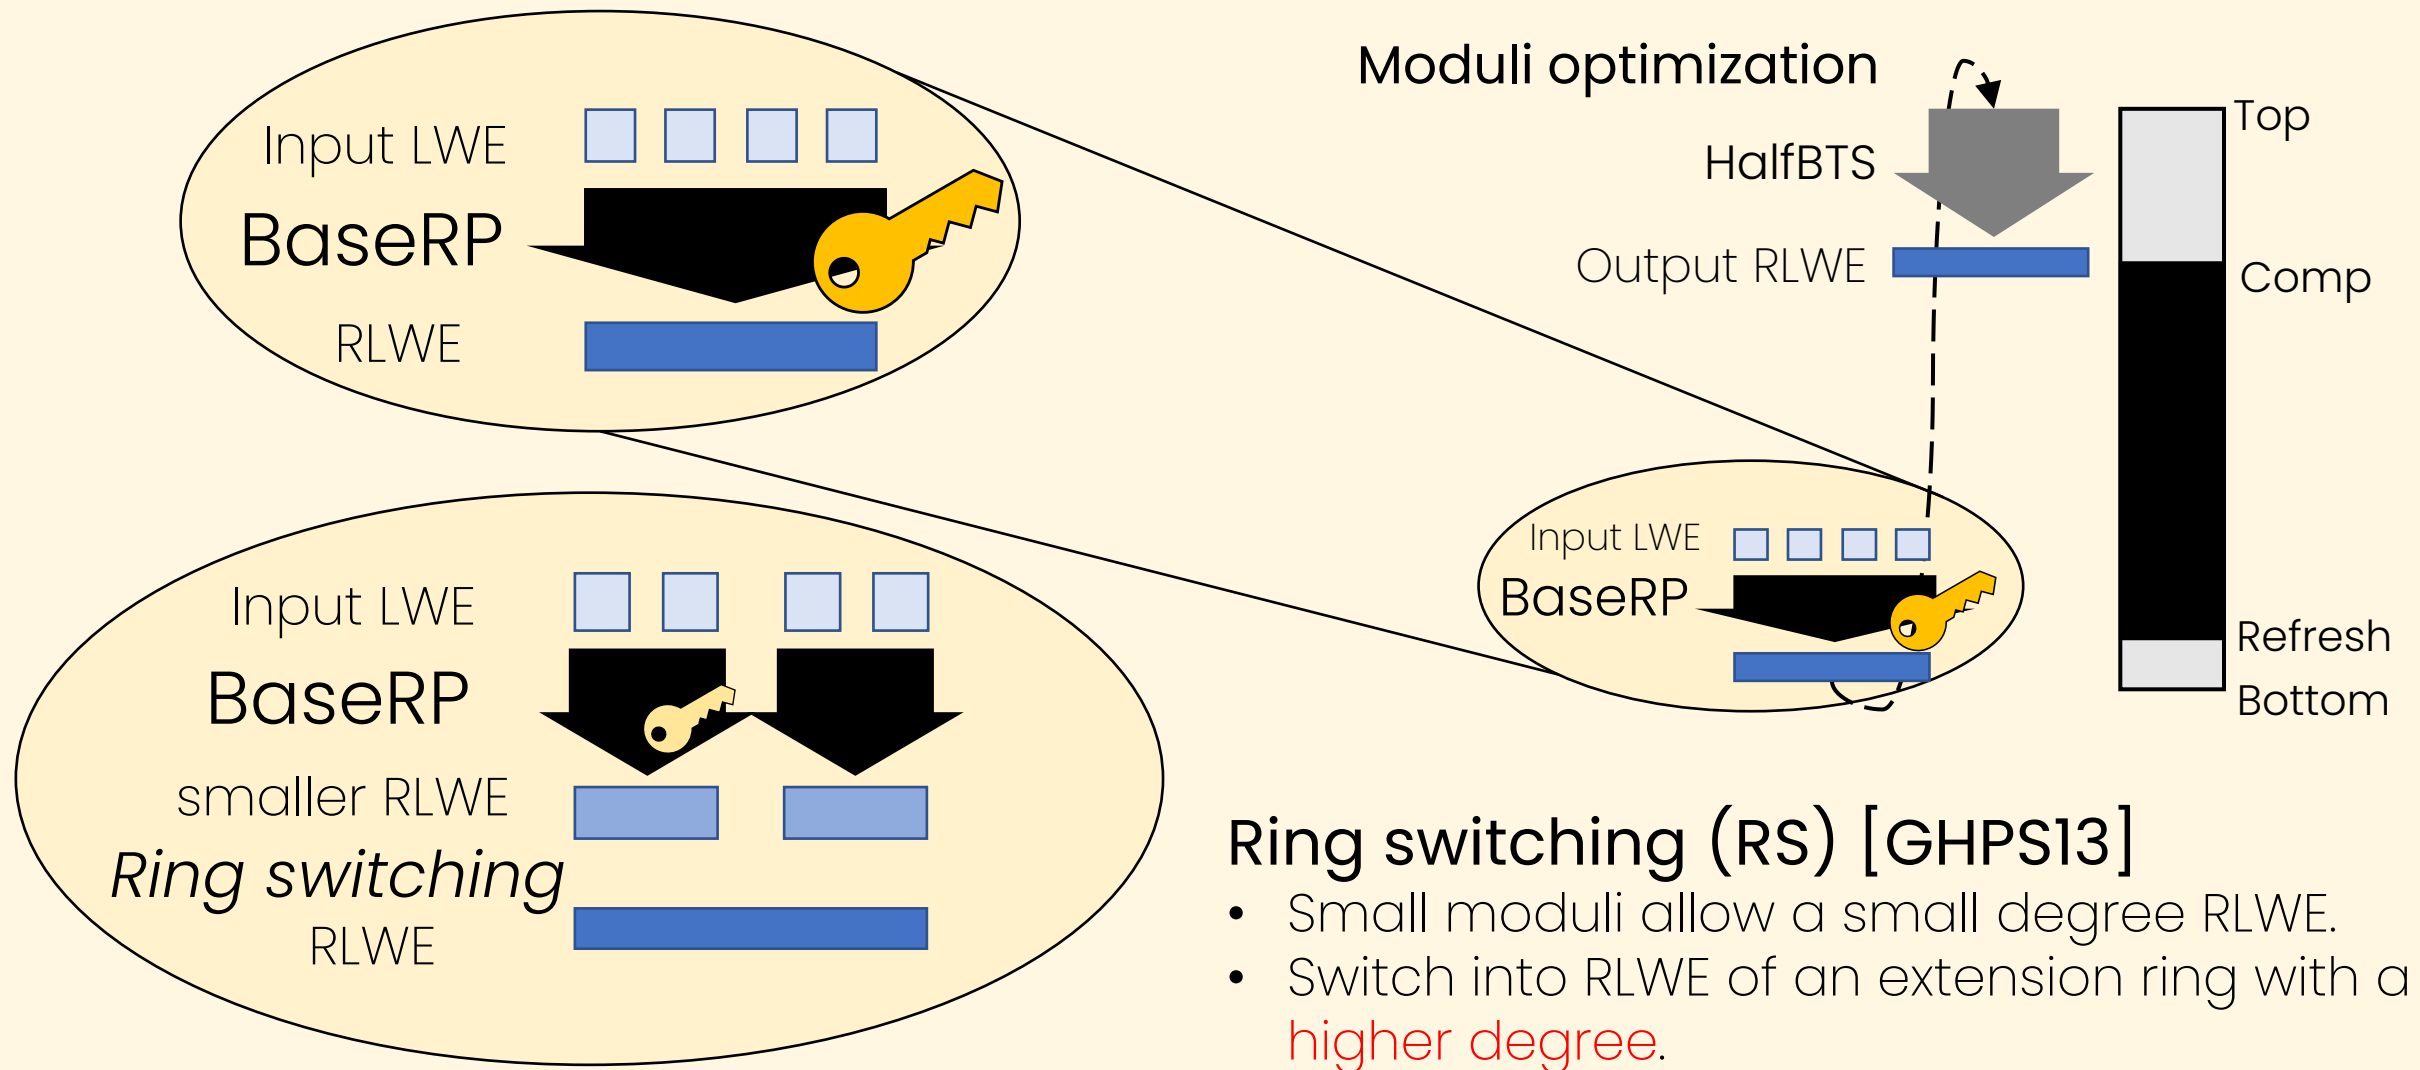 Input LWE
BaseRP
RLWE
Moduli optimization
HalfBTS
Output RLWE
Top
Comp
Refresh
Bottom
Input LWE
BaseRP
Input LWE
BaseRP
smaller RLWE
Ring switching
RLWE
Ring switching (RS) [GHPS13]
• Small moduli allow a small degree RLWE.
• Switch into RLWE of an extension ring with a
higher degree.